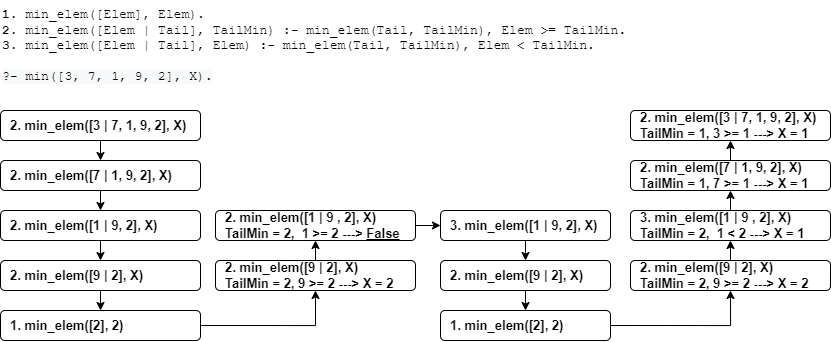 1. min_elem([Elem], Elem).
2. min_elem([Elem | Tail], TailMin) :- min_elem(Tail, TailMin), Elem >= TailMin.
3. min_elem([Elem | Tail], Elem) :- min_elem(Tail, TailMin), Elem < TailMin.
?- min([3, 7, 1, 9, 2], X).
2. min_elem([3 | 7, 1, 9, 2], X)
2. min_elem([7 | 1, 9, 2], X)
2. min_elem([1 | 9, 2], X)
2. min_elem([9 | 2], X)
1. min_elem([2], 2)
2. min_elem([9 | 2], X)
TailMin = 2, 9 >= 2 ---> X = 2
2. min_elem([1 | 9 , 2], X)
TailMin = 2, 1 >= 2 ---> False
3. min_elem([1 | 9, 2], X)
2. min_elem([9 | 2], X)
1. min_elem([2], 2)
2. min_elem([9 | 2], X)
TailMin = 2, 9 >= 2 ---> X = 2
3. min_elem([1 | 9 , 2], X)
TailMin = 2, 1 < 2 ---> X = 1
2. min_elem([7 | 1, 9, 2], X)
TailMin = 1, 7 >= 1 ---> X = 1
2. min_elem([3 | 7, 1, 9, 2], X)
TailMin = 1, 3 >= 1 ---> X = 1